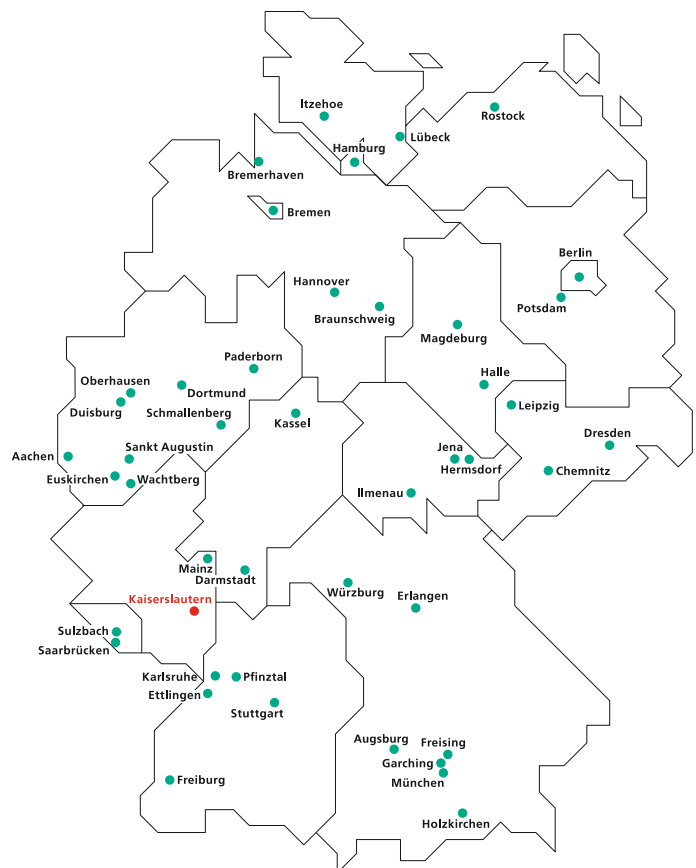 Itzehoe
Rostock
Lübeck
Hamburg
Bremerhaven
Bremen
Berlin
Hannover
Potsdam
Braunschweig
Magdeburg
Paderborn
Oberhausen
Halle
Dortmund
Duisburg
Leipzig
Schmallenberg
Kassel
Dresden
Sankt Augustin
Jena
Aachen
Hermsdorf
Chemnitz
Euskirchen
Wachtberg
Ilmenau
Mainz
Darmstadt
Würzburg
Kaiserslautern
Erlangen
Sulzbach
Saarbrücken
Karlsruhe
Pfinztal
Ettlingen
Stuttgart
Augsburg
Freising
Garching
Freiburg
München
Holzkirchen